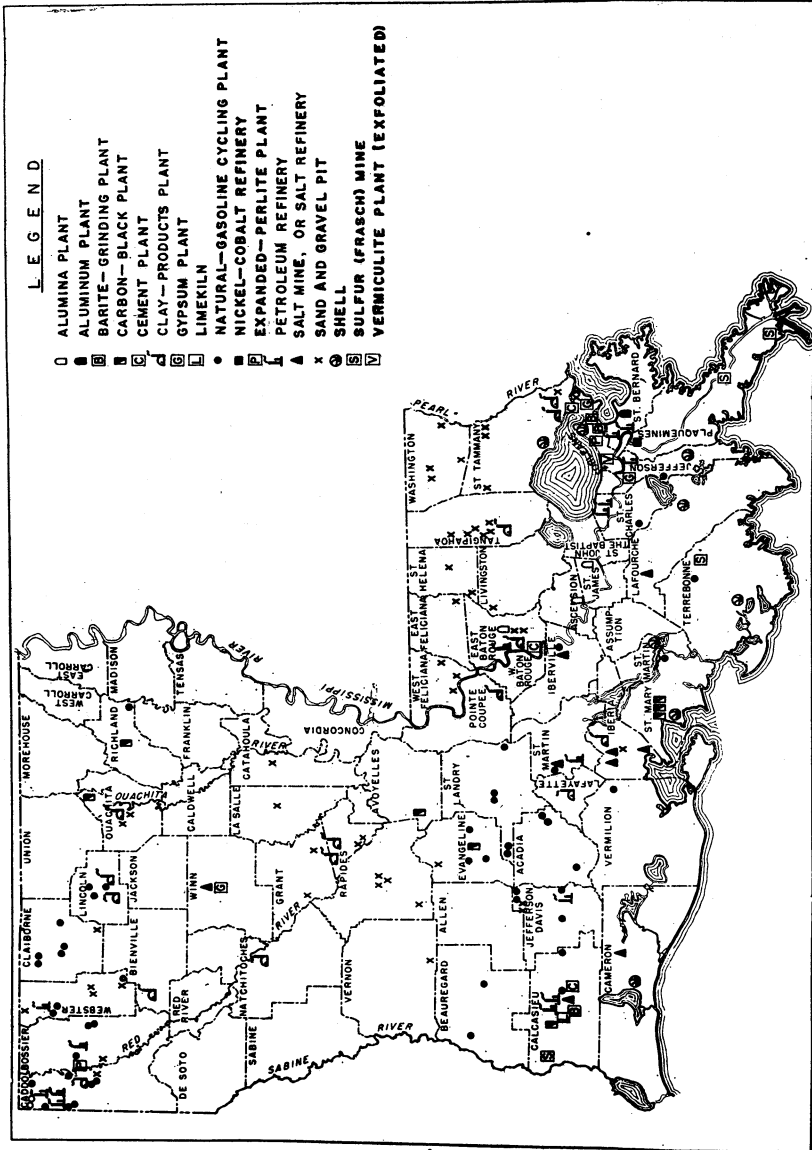 LEGEND
ALUMINA PLANT
ALUMINUM PLANT
B BARITE-GRINDING PLANT
CARBON-BLACK PLANT
C CEMENT PLANT
CLAY-PRODUCTS PLANT
G GYPSUM PLANT
L LIMEKILN
NATURAL-GASOLINE CYCLING PLANT
NICKEL-COBALT REFINERY
P EXPANDED-PERLITE PLANT
PETROLEUM REFINERY
SALT MINE, OR SALT REFINERY
x SAND AND GRAVEL PIT
SHELL
S SULFUR (FRASCH) MINE
V VERMICULITE PLANT (EXFOLIATED)
CADDO
BOSSIER
WEBSTER
CLAIBORNE
UNION
MOREHOUSE
WEST
CARROLL
EAST
CARROLL
LINCOLN
OUACHITA
OUACHITA
RICHLAND
MADISON
BIENVILLE
JACKSON
RED
RED
RIVER
DE SOTO
CALDWELL
FRANKLIN
TENSAS
WINN
G
NATCHITOCHES
SABINE
SABINE
RIVER
GRANT
LA SALLE
CATAHOULA
RIVER
CONCORDIA
MISSISSIPPI
RIVER
RIVER
VERNON
RAPIDES
AVOYELLES
BEAUREGARD
ALLEN
EVANGELINE
ST
LANDRY
POINTE
COUPEE
WEST
FELICIANA
EAST
FELICIANA
ST
HELENA
TANGIPAHOA
WASHINGTON
PEARL
RIVER
ST TAMMANY
LIVINGSTON
EAST
BATON
ROUGE
W
BATON
ROUGE
C
CALCASIEU
S
C
JEFFERSON
DAVIS
ACADIA
LAFAYETTE
ST
MARTIN
IBERVILLE
ASCENSION
ST
JAMES
ST JOHN
THE BAPTIST
ST
CHARLES
ASSUMP-
TION
CAMERON
VERMILION
IBERIA
ST MARY
ST
MARTIN
LAFOURCHE
TERREBONNE
S
JEFFERSON
PLAQUEMINES
ST. BERNARD
S
S